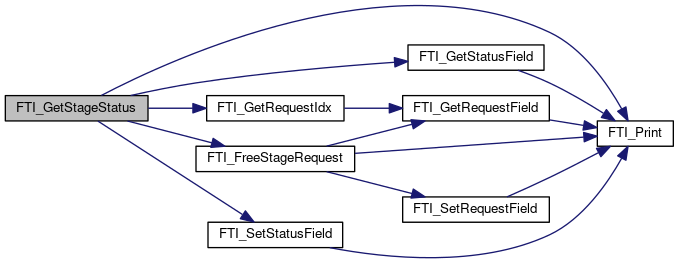 FTI_GetStageStatus
FTI_GetStatusField
FTI_GetRequestIdx
FTI_GetRequestField
FTI_Print
FTI_FreeStageRequest
FTI_SetRequestField
FTI_SetStatusField